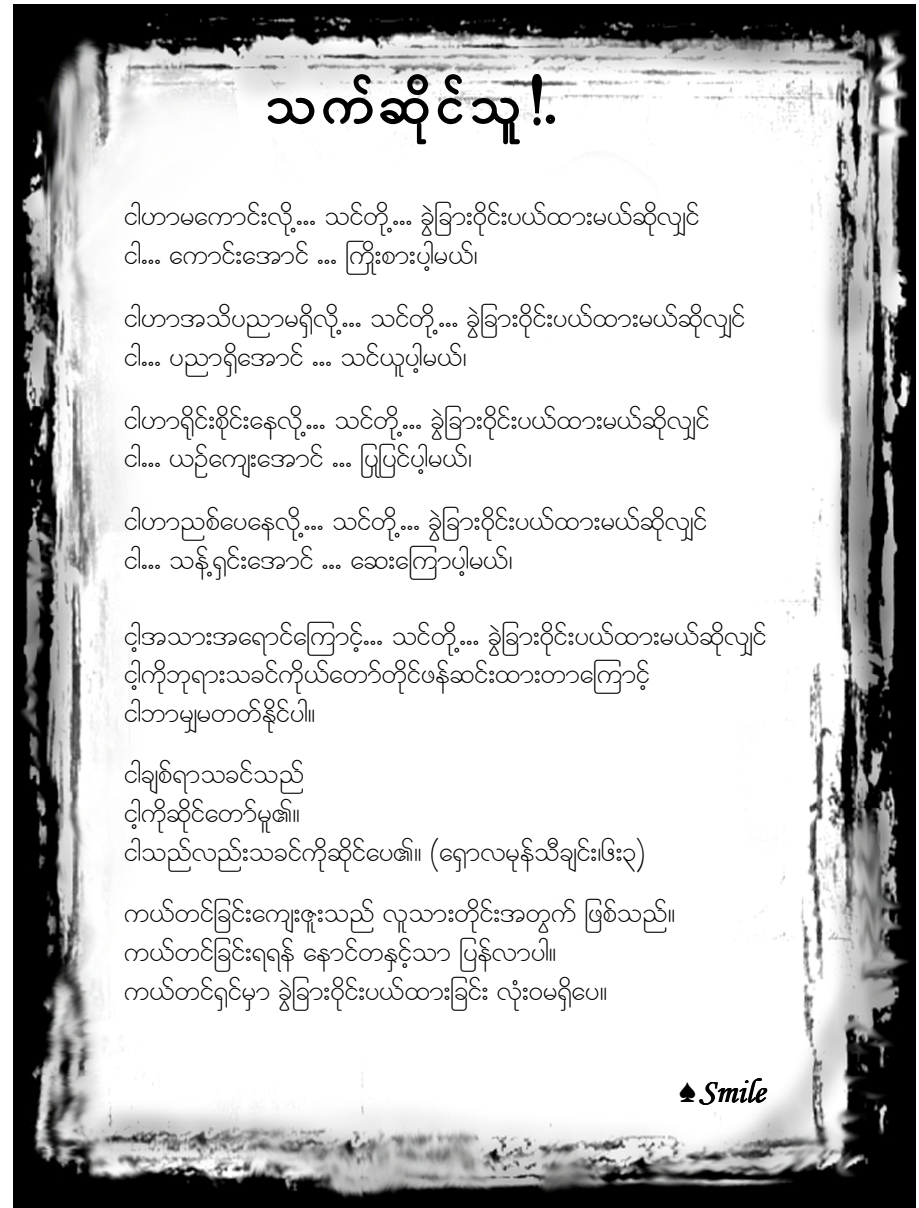 သက်ဆိုင်သူ!.
ငါဟာမကောင်းလို့... သင်တို့... ခွဲခြားဝိုင်းပယ်ထားမယ်ဆိုလျှင်
ငါ... ကောင်းအောင် ... ကြိုးစားပါ့မယ်၊
ငါဟာအသိပညာမရှိလို့... သင်တို့... ခွဲခြားဝိုင်းပယ်ထားမယ်ဆိုလျှင်
ငါ... ပညာရှိအောင် ... သင်ယူပါ့မယ်၊
ငါဟာရိုင်းစိုင်းနေလို့... သင်တို့... ခွဲခြားဝိုင်းပယ်ထားမယ်ဆိုလျှင်
ငါ... ယဉ်ကျေးအောင် ... ပြုပြင်ပါ့မယ်၊
ငါဟာညစ်ပေနေလို့... သင်တို့... ခွဲခြားဝိုင်းပယ်ထားမယ်ဆိုလျှင်
ငါ... သန့်ရှင်းအောင် ... ဆေးကြောပါ့မယ်၊
ငါ့အသားအရောင်ကြောင့်... သင်တို့... ခွဲခြားဝိုင်းပယ်ထားမယ်ဆိုလျှင်
ငါ့ကိုဘုရားသခင်ကိုယ်တော်တိုင်ဖန်ဆင်းထားတာကြောင့်
ငါဘာမျှမတတ်နိုင်ပါ။
ငါချစ်ရာသခင်သည်
ငါ့ကိုဆိုင်တော်မူ၏။
ငါသည်လည်းသခင်ကိုဆိုင်ပေ၏။ (ရှောလမုန်သီချင်း၊၆း၃)
ကယ်တင်ခြင်းကျေးဇူးသည် လူသားတိုင်းအတွက် ဖြစ်သည်။
ကယ်တင်ခြင်းရရန် နောင်တနှင့်သာ ပြန်လာပါ။
ကယ်တင်ရှင်မှာ ခွဲခြားဝိုင်းပယ်ထားခြင်း လုံးဝမရှိပေ။
♠ Smile